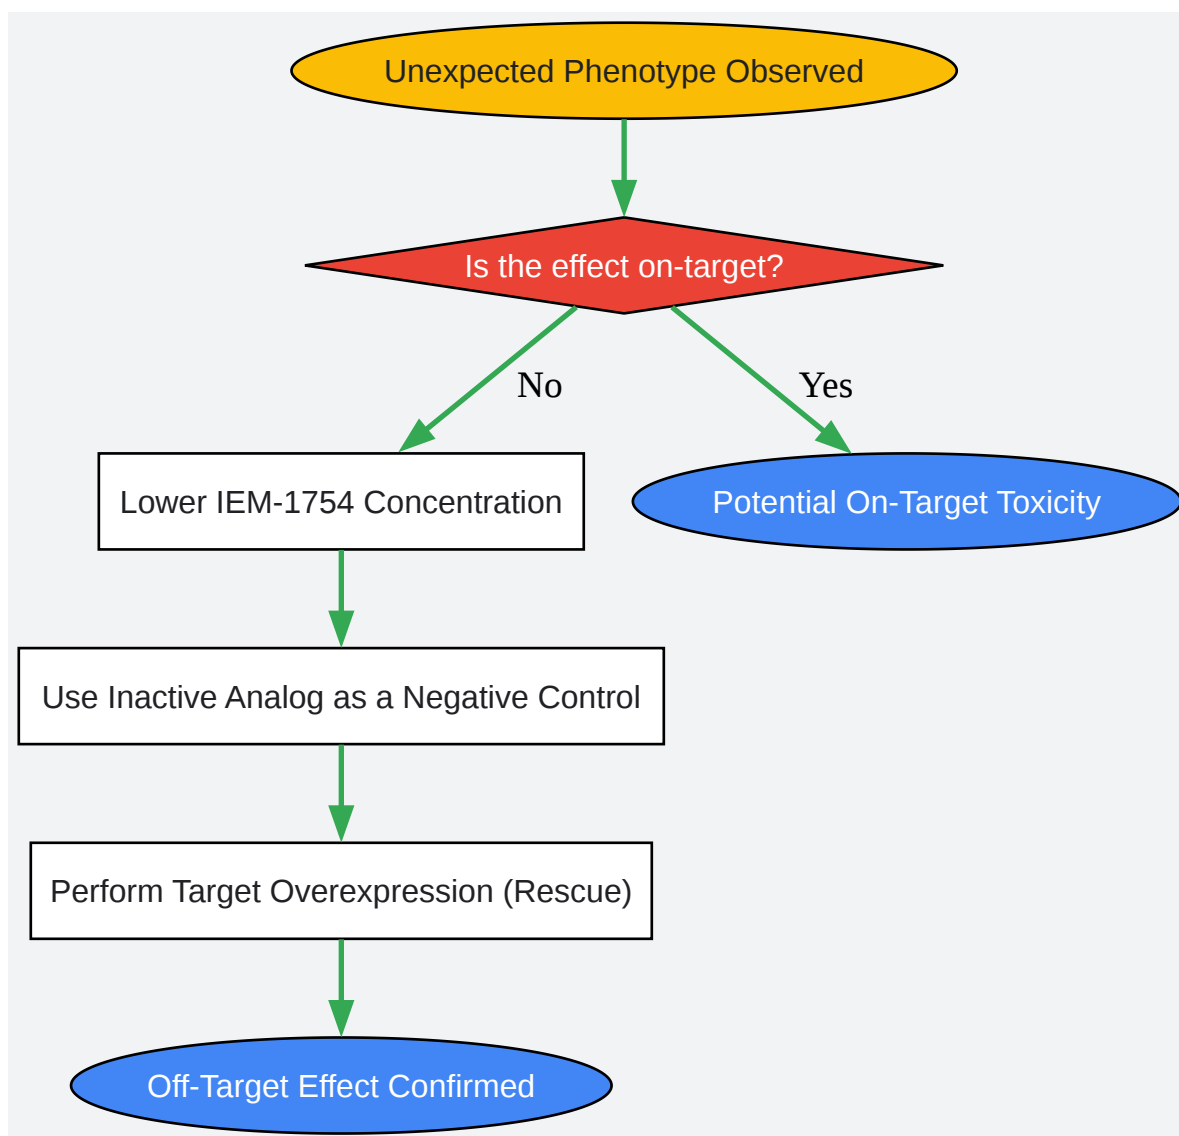 Unexpected Phenotype Observed
Is the effect on-target?
No
Yes
Lower IEM-1754 Concentration
Potential On-Target Toxicity
Use Inactive Analog as a Negative Control
Perform Target Overexpression (Rescue)
Off-Target Effect Confirmed